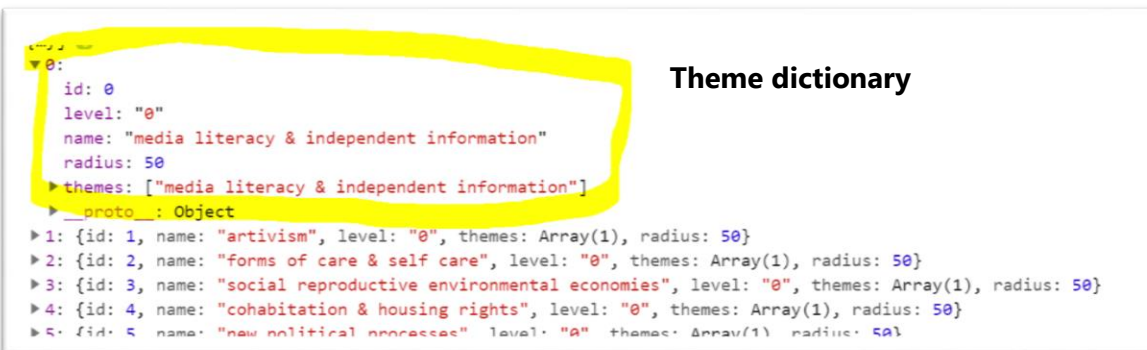 ▼0:
Theme dictionary
id: 0
level: "0"
name: "media literacy & independent information"
radius: 50
▶themes: ["media literacy & independent information"]
▶__proto__: Object
▶1: {id: 1, name: "artivism", level: "0", themes: Array(1), radius: 50}
▶2: {id: 2, name: "forms of care & self care", level: "0", themes: Array(1), radius: 50}
▶3: {id: 3, name: "social reproductive environmental economies", level: "0", themes: Array(1), radius: 50}
▶4: {id: 4, name: "cohabitation & housing rights", level: "0", themes: Array(1), radius: 50}
▶5: {id: 5, name: "new political processes", level: "0", themes: Array(1), radius: 50}